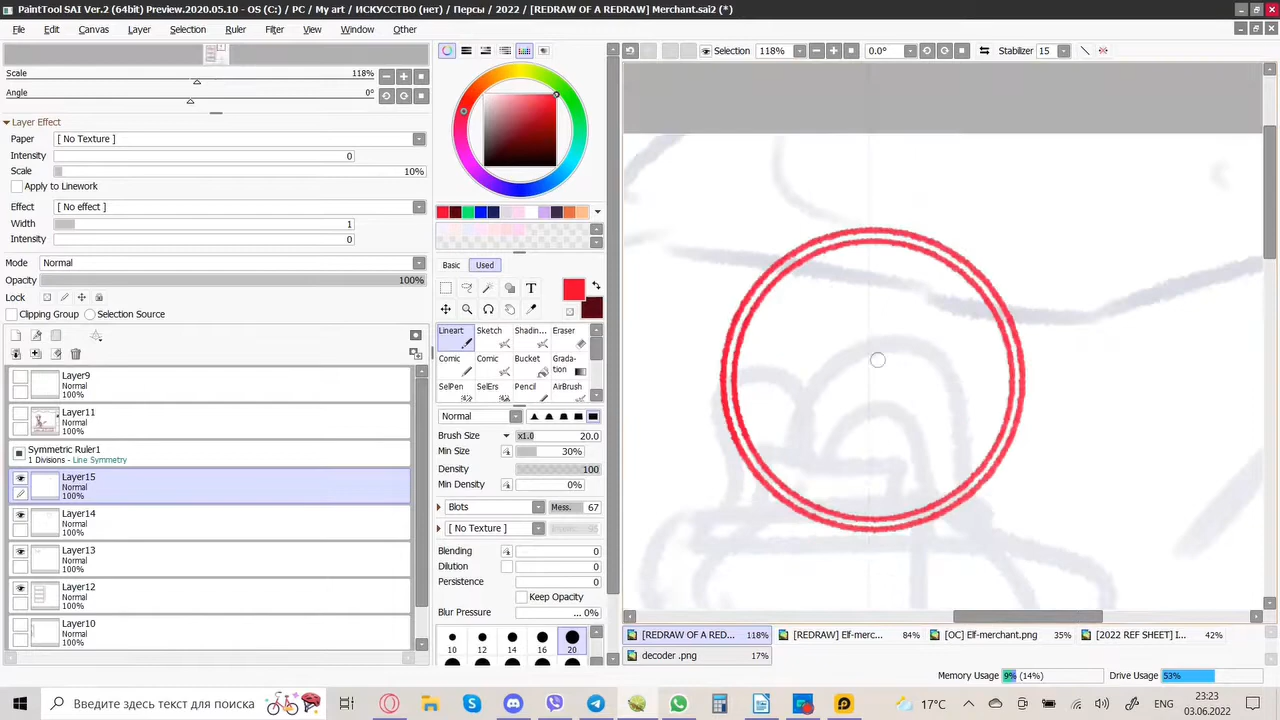 PaintTool SAI Ver.2 (64bit) Preview.2020.05.10 - OS (C:) / PC / My art / ИСКУССТВО (нет) / Персы / 2022 / [REDRAW OF A REDRAW] Merchant.sai2 (*)
File Edit Canvas Layer Selection Ruler Filter View Window Other
Selection 118% 0.0° Stabilizer 15
Scale 118%
Angle 0°
Layer Effect
Paper [ No Texture ]
Intensity 0
Scale 10%
Apply to Linework
Effect [ No effect ]
Width 1
Intensity 0
Mode Normal
Opacity 100%
Lock
Clipping Group Selection Source
Layer9
Normal
100%
Layer11
Normal
100%
Symmetric Ruler1
1 Divisions - Line Symmetry
Layer15
Normal
100%
Layer14
Normal
100%
Layer13
Normal
100%
Layer12
Normal
100%
Layer10
Normal
100%
Basic Used
T
Lineart Sketch Shadin... Eraser
Comic Comic Bucket Grada-
tion
SelPen SelErs Pencil AirBrush
Normal
Brush Size x1.0 20.0
Min Size 30%
Density 100
Min Density 0%
Blots Mess. 67
[ No Texture ]
Blending 0
Dilution 0
Persistence 0
Keep Opacity
Blur Pressure ... 0%
10 12 14 16 20
[REDRAW OF A RED... 118% [REDRAW] Elf-merc... 84% [OC] Elf-merchant.png 35% [2022 REF SHEET] I... 42%
decoder .png 17%
Memory Usage 9% (14%) Drive Usage 53%
Введите здесь текст для поиска
17°C ENG 23:23
03.06.2022